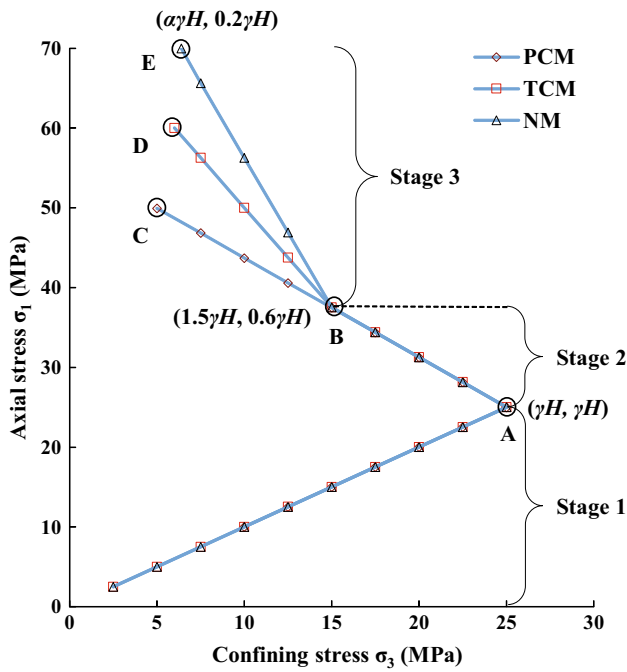 (αγH, 0.2γH)
E
D
C
PCM
TCM
NM
Stage 3
(1.5γH, 0.6γH)
B
Stage 2
(γH, γH)
A
Stage 1
Axial stress σ1 (MPa)
70
60
50
40
30
20
10
0
0 5 10 15 20 25 30
Confining stress σ3 (MPa)